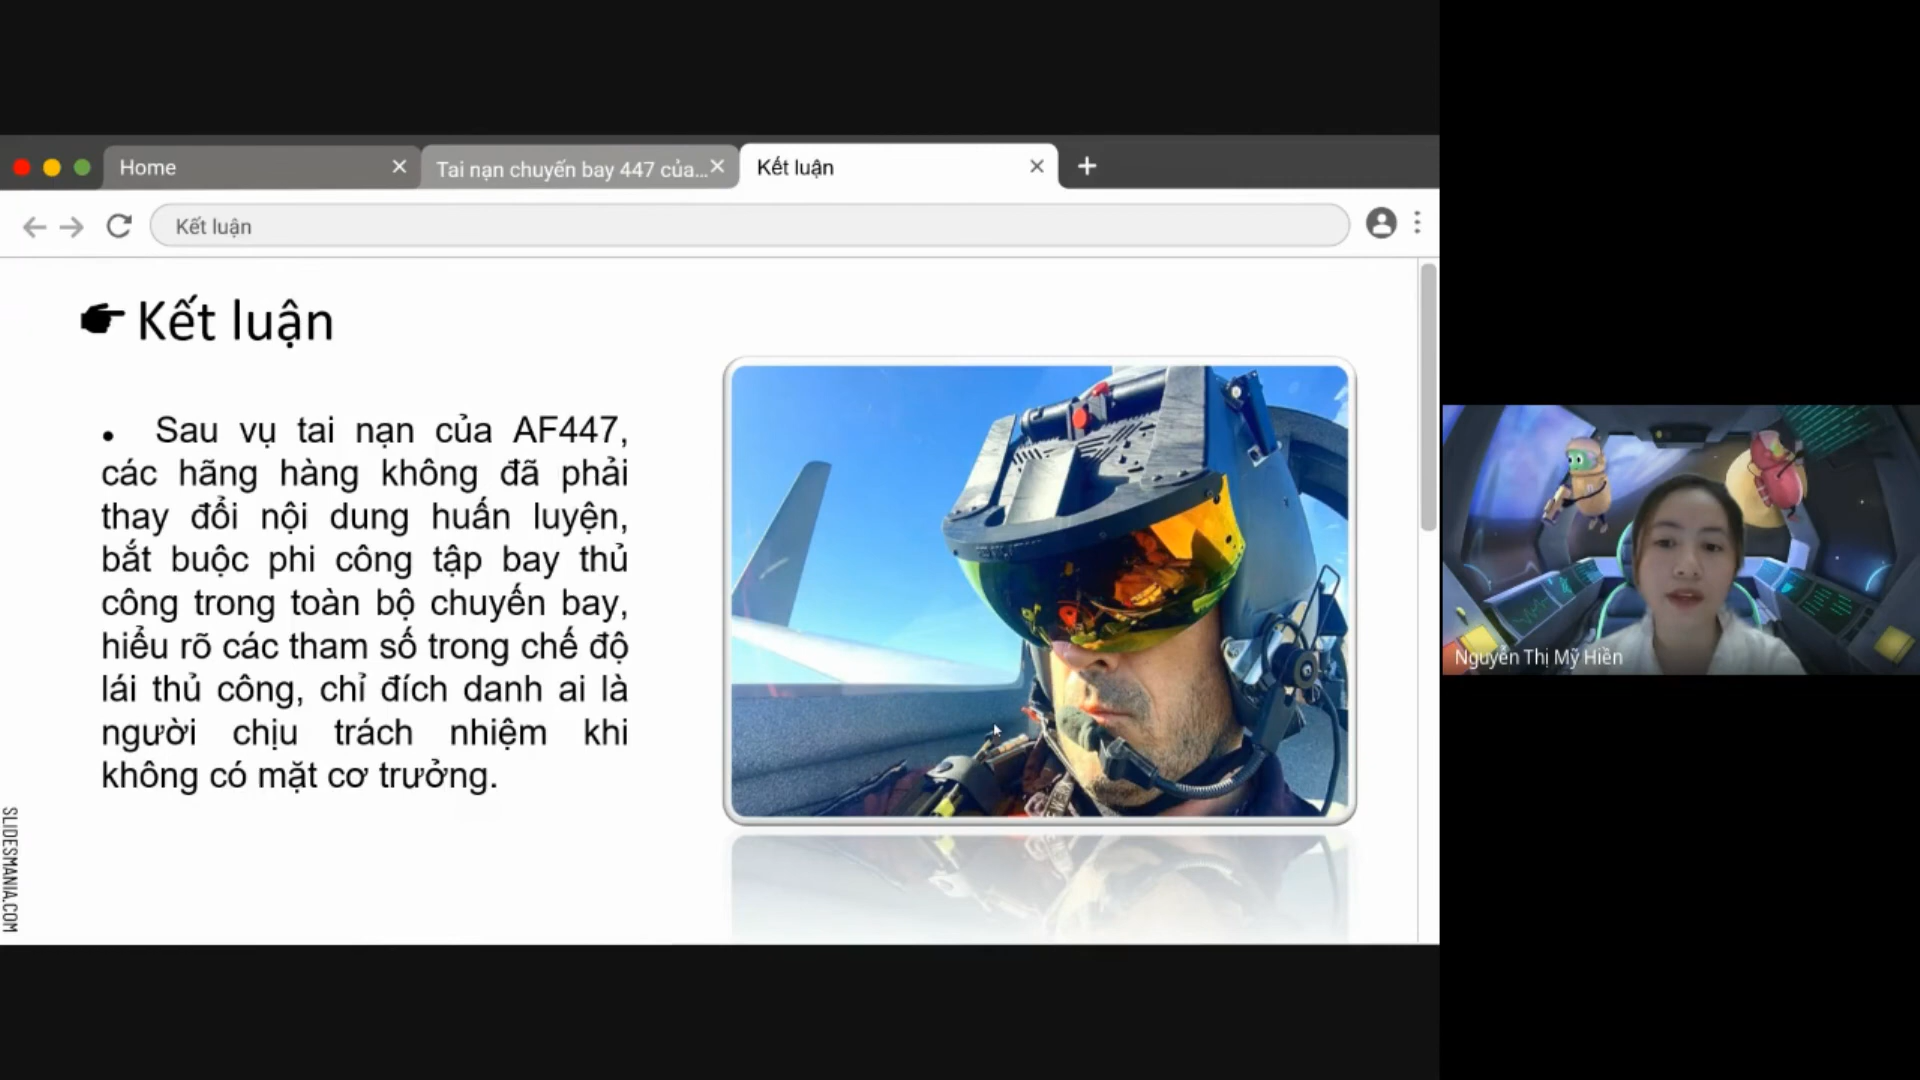 Home
Tai nạn chuyến bay 447 của...
Kết luận
Kết luận
Kết luận
Sau vụ tai nạn của AF447,
các hãng hàng không đã phải
thay đổi nội dung huấn luyện,
bắt buộc phi công tập bay thủ
công trong toàn bộ chuyến bay,
hiểu rõ các tham số trong chế độ
lái thủ công, chỉ đích danh ai là
người chịu trách nhiệm khi
không có mặt cơ trưởng.
SLIDESMANIA.COM
Nguyễn Thị Mỹ Hiền